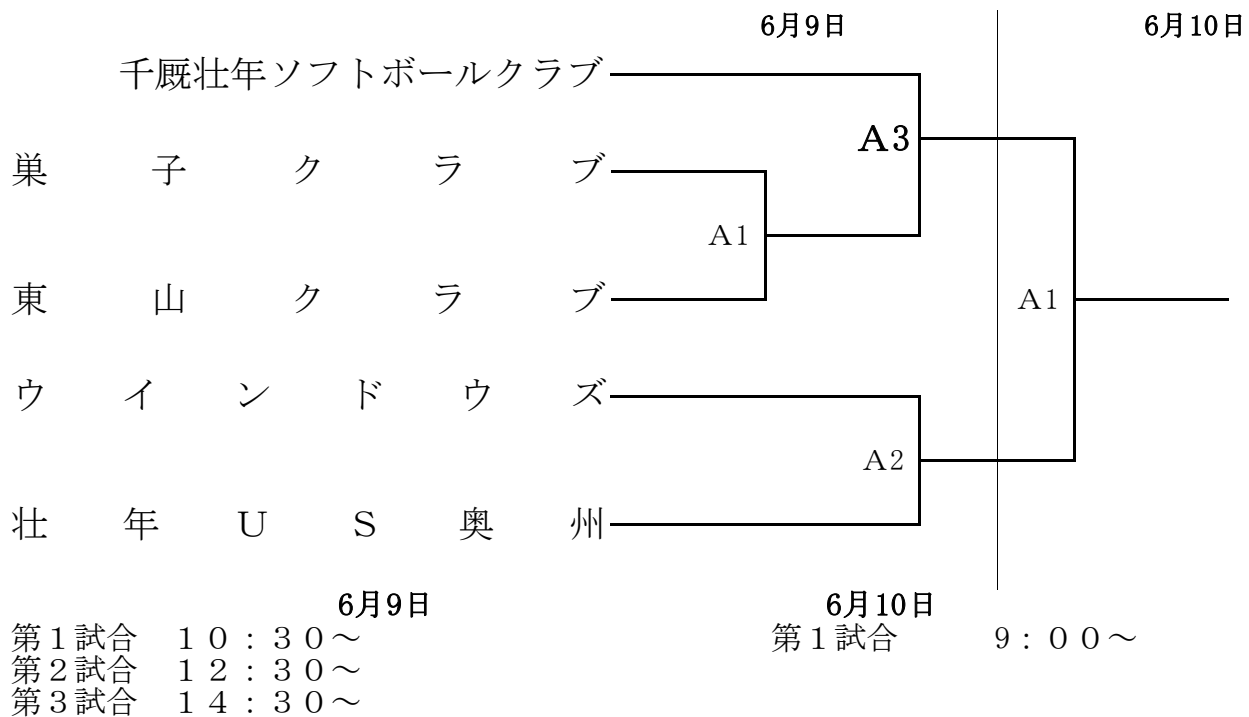 6月9日 6月10日
千厩壮年ソフトボールクラブ
A3
巣子クラブ
A1
東山クラブ
A1
ウインドウズ
A2
壮年US奥州
6月9日 6月10日
第1試合 10:30～ 第1試合 9:00～
第2試合 12:30～
第3試合 14:30～